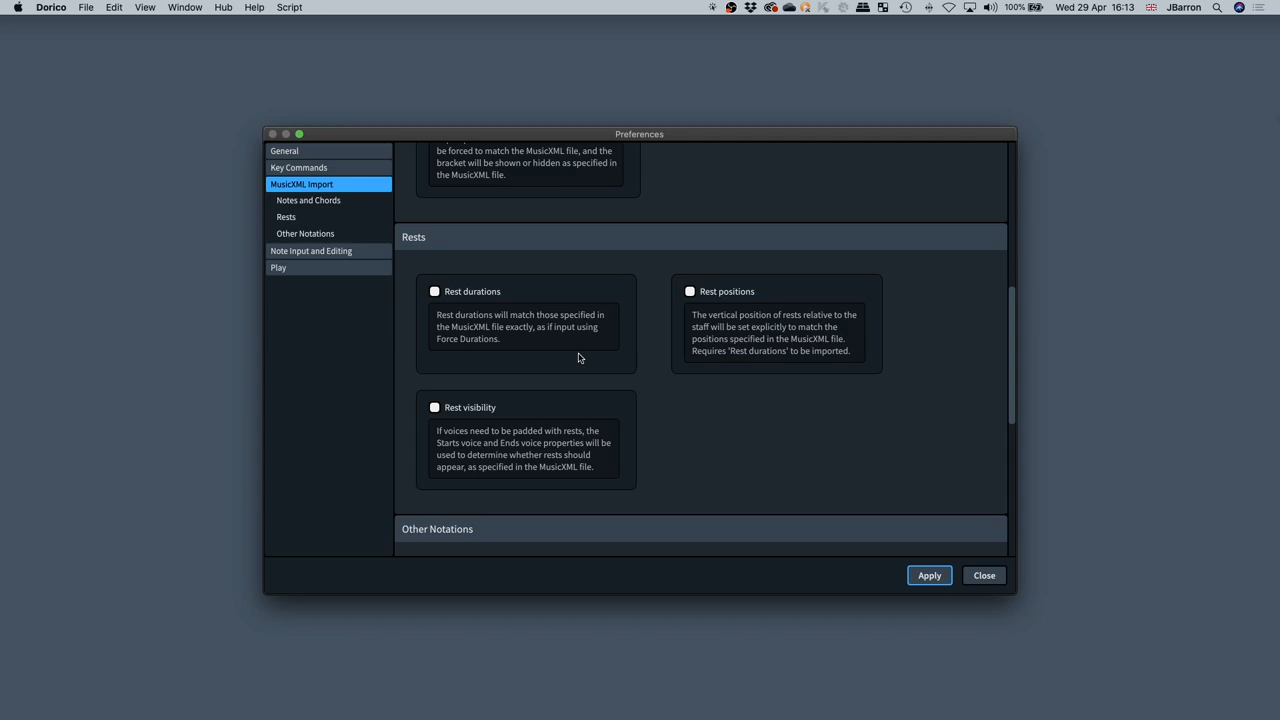 Dorico File Edit View Window Hub Help Script 100% Wed 29 Apr 16:13 JBarron
Preferences
General
Key Commands
MusicXML Import
Notes and Chords
Rests
Other Notations
Note Input and Editing
Play
be forced to match the MusicXML file, and the
bracket will be shown or hidden as specified in
the MusicXML file.
Rests
Rest durations
Rest durations will match those specified in
the MusicXML file exactly, as if input using
Force Durations.
Rest positions
The vertical position of rests relative to the
staff will be set explicitly to match the
positions specified in the MusicXML file.
Requires 'Rest durations' to be imported.
Rest visibility
If voices need to be padded with rests, the
Starts voice and Ends voice properties will be
used to determine whether rests should
appear, as specified in the MusicXML file.
Other Notations
Apply
Close